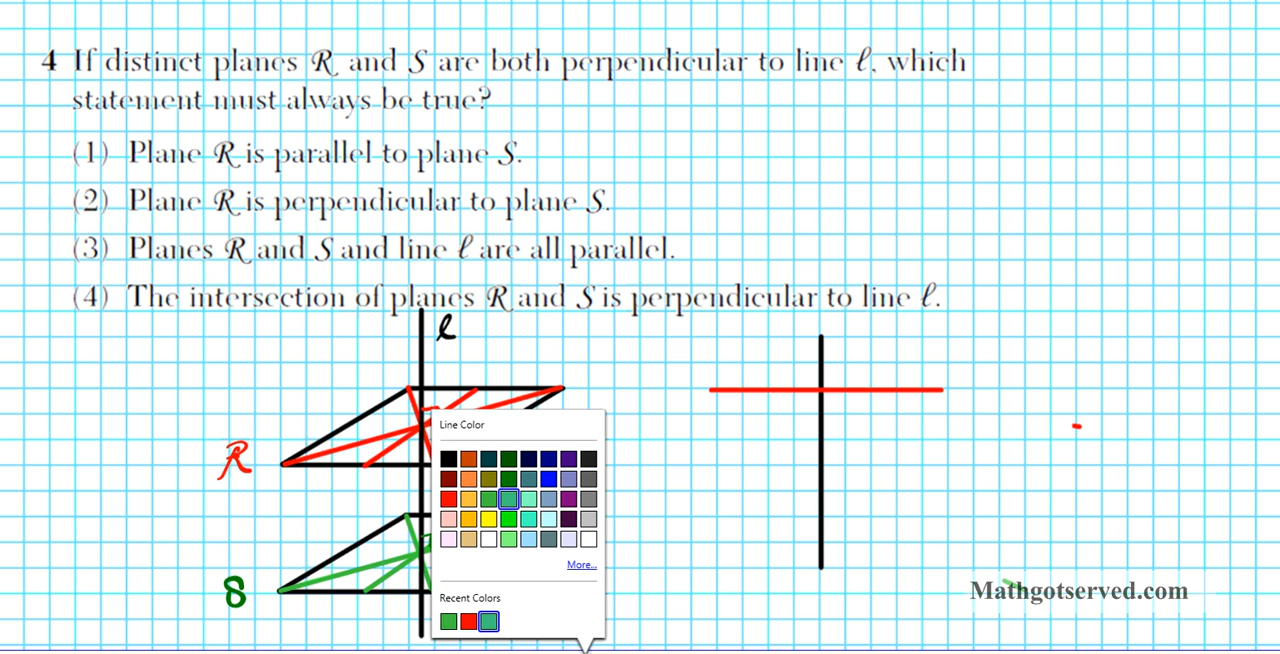 4 If distinct planes R and S are both perpendicular to line ℓ, which
statement must always be true?
(1) Plane R is parallel to plane S.
(2) Plane R is perpendicular to plane S.
(3) Planes R and S and line ℓ are all parallel.
(4) The intersection of planes R and S is perpendicular to line ℓ.
ℓ
Line Color
R
More...
S
Recent Colors
Mathgotserved.com